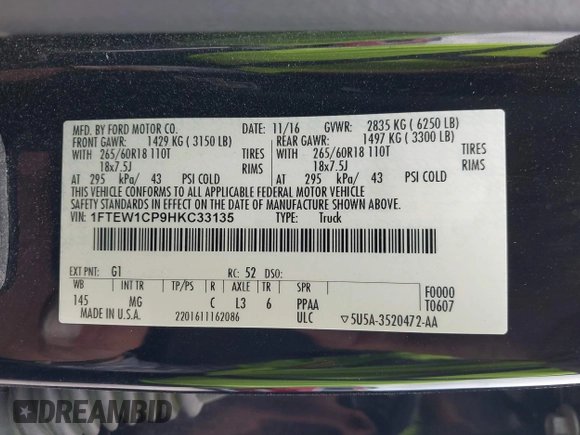 MFD. BY FORD MOTOR CO. DATE: 11/16 GVWR: 2835 KG ( 6250 LB)
FRONT GAWR: 1429 KG ( 3150 LB) REAR GAWR: 1497 KG ( 3300 LB)
WITH 265/60R18 110T TIRES WITH 265/60R18 110T TIRES
18x7.5J RIMS 18x7.5J RIMS
AT 295 kPa/ 43 PSI COLD AT 295 kPa/ 43 PSI COLD
THIS VEHICLE CONFORMS TO ALL APPLICABLE FEDERAL MOTOR VEHICLE
SAFETY STANDARDS IN EFFECT ON THE DATE OF MANUFACTURE SHOWN ABOVE.
VIN: 1FTEW1CP9HKC33135 TYPE: Truck
EXT PNT: G1 RC: 52 DSO:
WB INT TR TP/PS R AXLE TR SPR F0000
145 MG C L3 6 PPAA T0607
MADE IN U.S.A. 2201611162086 ULC ▽5U5A-3520472-AA
DREAMBID